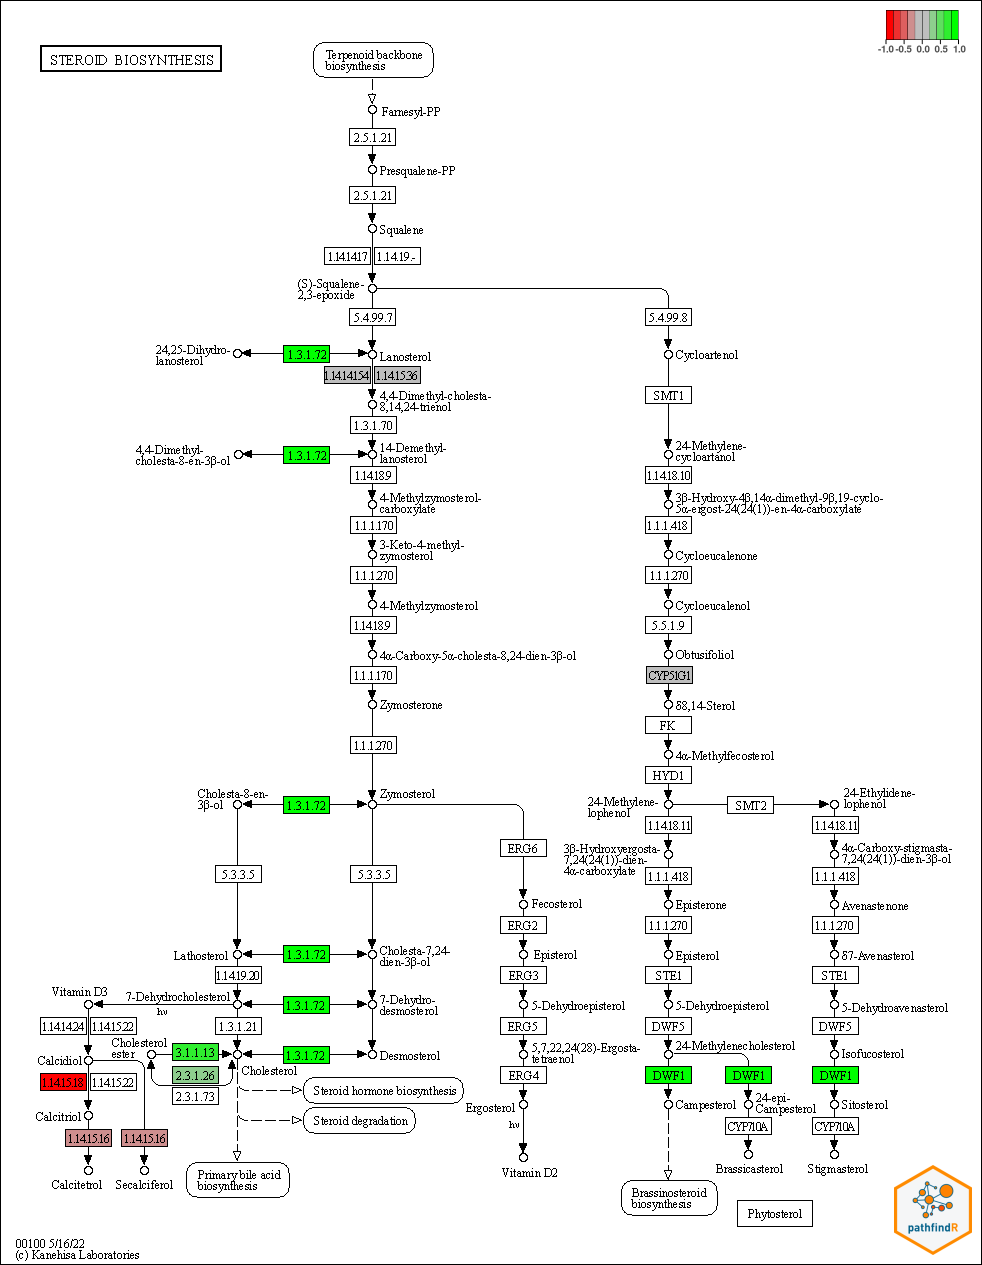 STEROID BIOSYNTHESIS
-1.0 -0.5 0.0 0.5 1.0
Terpenoid backbone
biosynthesis
Farnesyl-PP
2.5.1.21
Presqualene-PP
2.5.1.21
Squalene
1.14.14.17 1.14.19.-
(S)-Squalene-
2,3-epoxide
5.4.99.7
5.4.99.8
24,25-Dihydro-
lanosterol
1.3.1.72
Lanosterol
Cycloartenol
1.14.14.154 1.14.15.36
4,4-Dimethyl-cholesta-
8,14,24-trienol
SMT1
1.3.1.70
4,4-Dimethyl-
cholesta-8-en-3β-ol
1.3.1.72
14-Demethyl-
lanosterol
24-Methylene-
cycloartanol
1.14.18.9
1.14.18.10
4-Methylzymosterol-
carboxylate
3β-Hydroxy-4β,14α-dimethyl-9β,19-cyclo-
5α-ergost-24(24(1))-en-4α-carboxylate
1.1.1.170
1.1.1.418
3-Keto-4-methyl-
zymosterol
Cycloeucalenone
1.1.1.270
1.1.1.270
4-Methylzymosterol
Cycloeucalenol
1.14.18.9
5.5.1.9
4α-Carboxy-5α-cholesta-8,24-dien-3β-ol
Obtusifoliol
1.1.1.170
CYP51G1
Zymosterone
δ8,14-Sterol
FK
1.1.1.270
4α-Methylfecosterol
HYD1
Cholesta-8-en-
3β-ol
1.3.1.72
Zymosterol
24-Methylene-
lophenol
SMT2
24-Ethylidene-
lophenol
1.14.18.11
1.14.18.11
ERG6
3β-Hydroxyergosta-
7,24(24(1))-dien-
4α-carboxylate
4α-Carboxy-stigmasta-
7,24(24(1))-dien-3β-ol
5.3.3.5
5.3.3.5
1.1.1.418
1.1.1.418
Fecosterol
Episterone
Avenastenone
ERG2
1.1.1.270
1.1.1.270
Lathosterol
1.3.1.72
Cholesta-7,24-
dien-3β-ol
Episterol
Episterol
δ7-Avenasterol
1.14.19.20
ERG3
STE1
STE1
Vitamin D3
7-Dehydrocholesterol
hν
1.3.1.72
7-Dehydro-
desmosterol
5-Dehydroepisterol
5-Dehydroepisterol
5-Dehydroavenasterol
1.14.14.24 1.14.15.22
1.3.1.21
ERG5
DWF5
DWF5
Calcidiol
Cholesterol
ester
3.1.1.13
1.3.1.72
Desmosterol
5,7,22,24(28)-Ergosta-
tetraenol
24-Methylenecholesterol
Isofucosterol
Cholesterol
1.14.15.18 1.14.15.22
2.3.1.26
2.3.1.73
ERG4
DWF1
DWF1
DWF1
Steroid hormone biosynthesis
Calcitriol
Ergosterol
Campesterol
24-epi-
Campesterol
Sitosterol
Steroid degradation
hν
CYP710A
CYP710A
1.14.15.16
1.14.15.16
Calcitetrol
Secalciferol
Primary bile acid
biosynthesis
Vitamin D2
Brassicasterol
Stigmasterol
Brassinosteroid
biosynthesis
Phytosterol
pathfindR
00100 5/16/22
(c) Kanehisa Laboratories